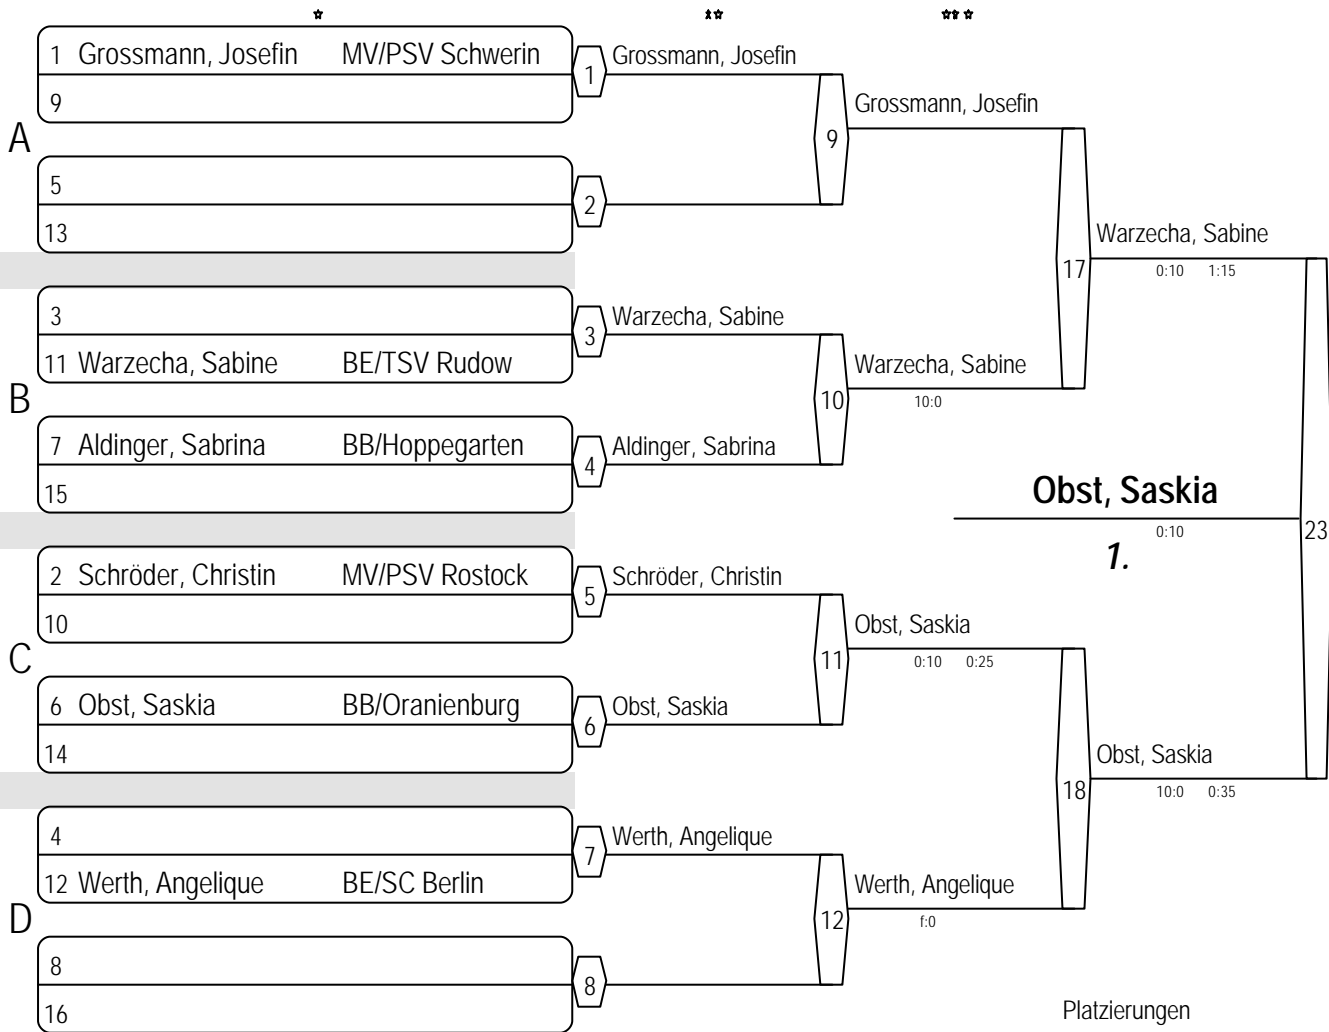 1 Grossmann, Josefin MV/PSV Schwerin
9
A
5
13
3
11 Warzecha, Sabine BE/TSV Rudow
B
7 Aldinger, Sabrina BB/Hoppegarten
15
2 Schröder, Christin MV/PSV Rostock
10
C
6 Obst, Saskia BB/Oranienburg
14
4
12 Werth, Angelique BE/SC Berlin
D
8
16
1 Grossmann, Josefin
2
3 Warzecha, Sabine
4 Aldinger, Sabrina
5 Schröder, Christin
6 Obst, Saskia
7 Werth, Angelique
8
9 Grossmann, Josefin
10 Warzecha, Sabine
10:0
11 Obst, Saskia
0:10 0:25
12 Werth, Angelique
f:0
17 Warzecha, Sabine
0:10 1:15
18 Obst, Saskia
10:0 0:35
Obst, Saskia
0:10
1.
23
Platzierungen